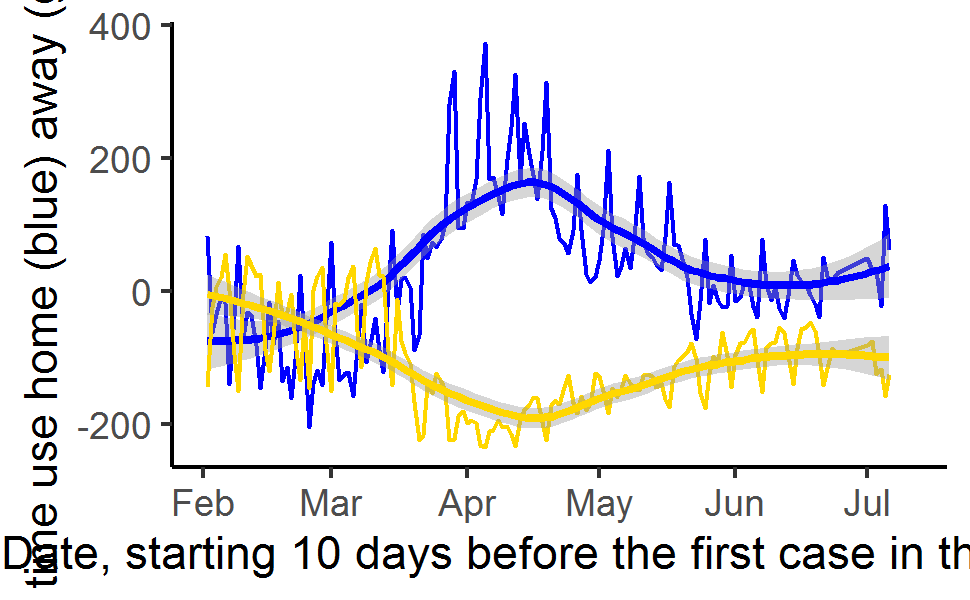 time use home (blue) away (
400
200
0
-200
Feb Mar Apr May Jun Jul
Date, starting 10 days before the first case in th